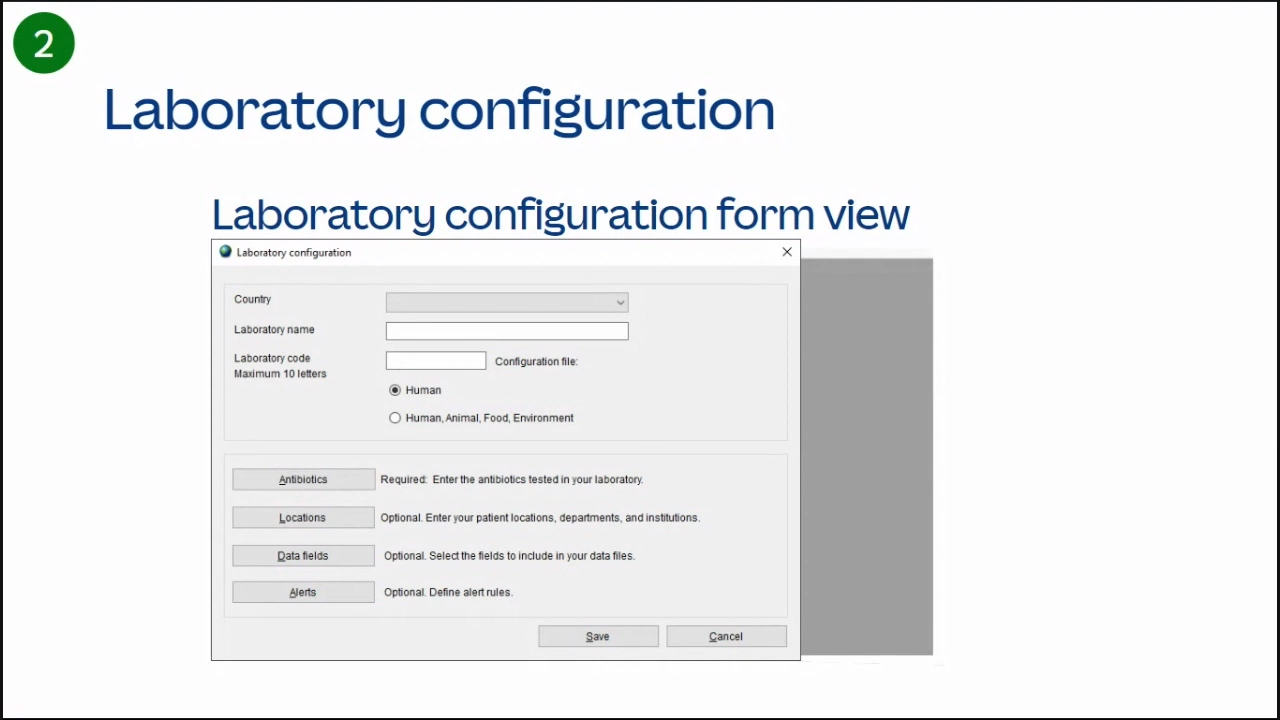 2
Laboratory configuration
Laboratory configuration form view
Laboratory configuration
Country
Laboratory name
Laboratory code
Maximum 10 letters
Configuration file:
Human
Human, Animal, Food, Environment
Antibiotics Required: Enter the antibiotics tested in your laboratory.
Locations Optional. Enter your patient locations, departments, and institutions.
Data fields Optional. Select the fields to include in your data files.
Alerts Optional. Define alert rules.
Save Cancel